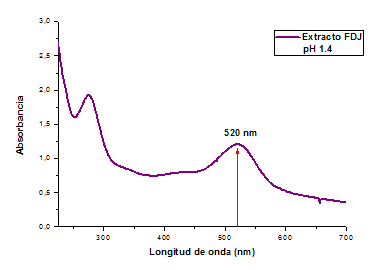 3,0
2,5
2,0
1,5
1,0
0,5
0,0
Absorbancia
Extracto FDJ
pH 1.4
520 nm
300 400 500 600 700
Longitud de onda (nm)